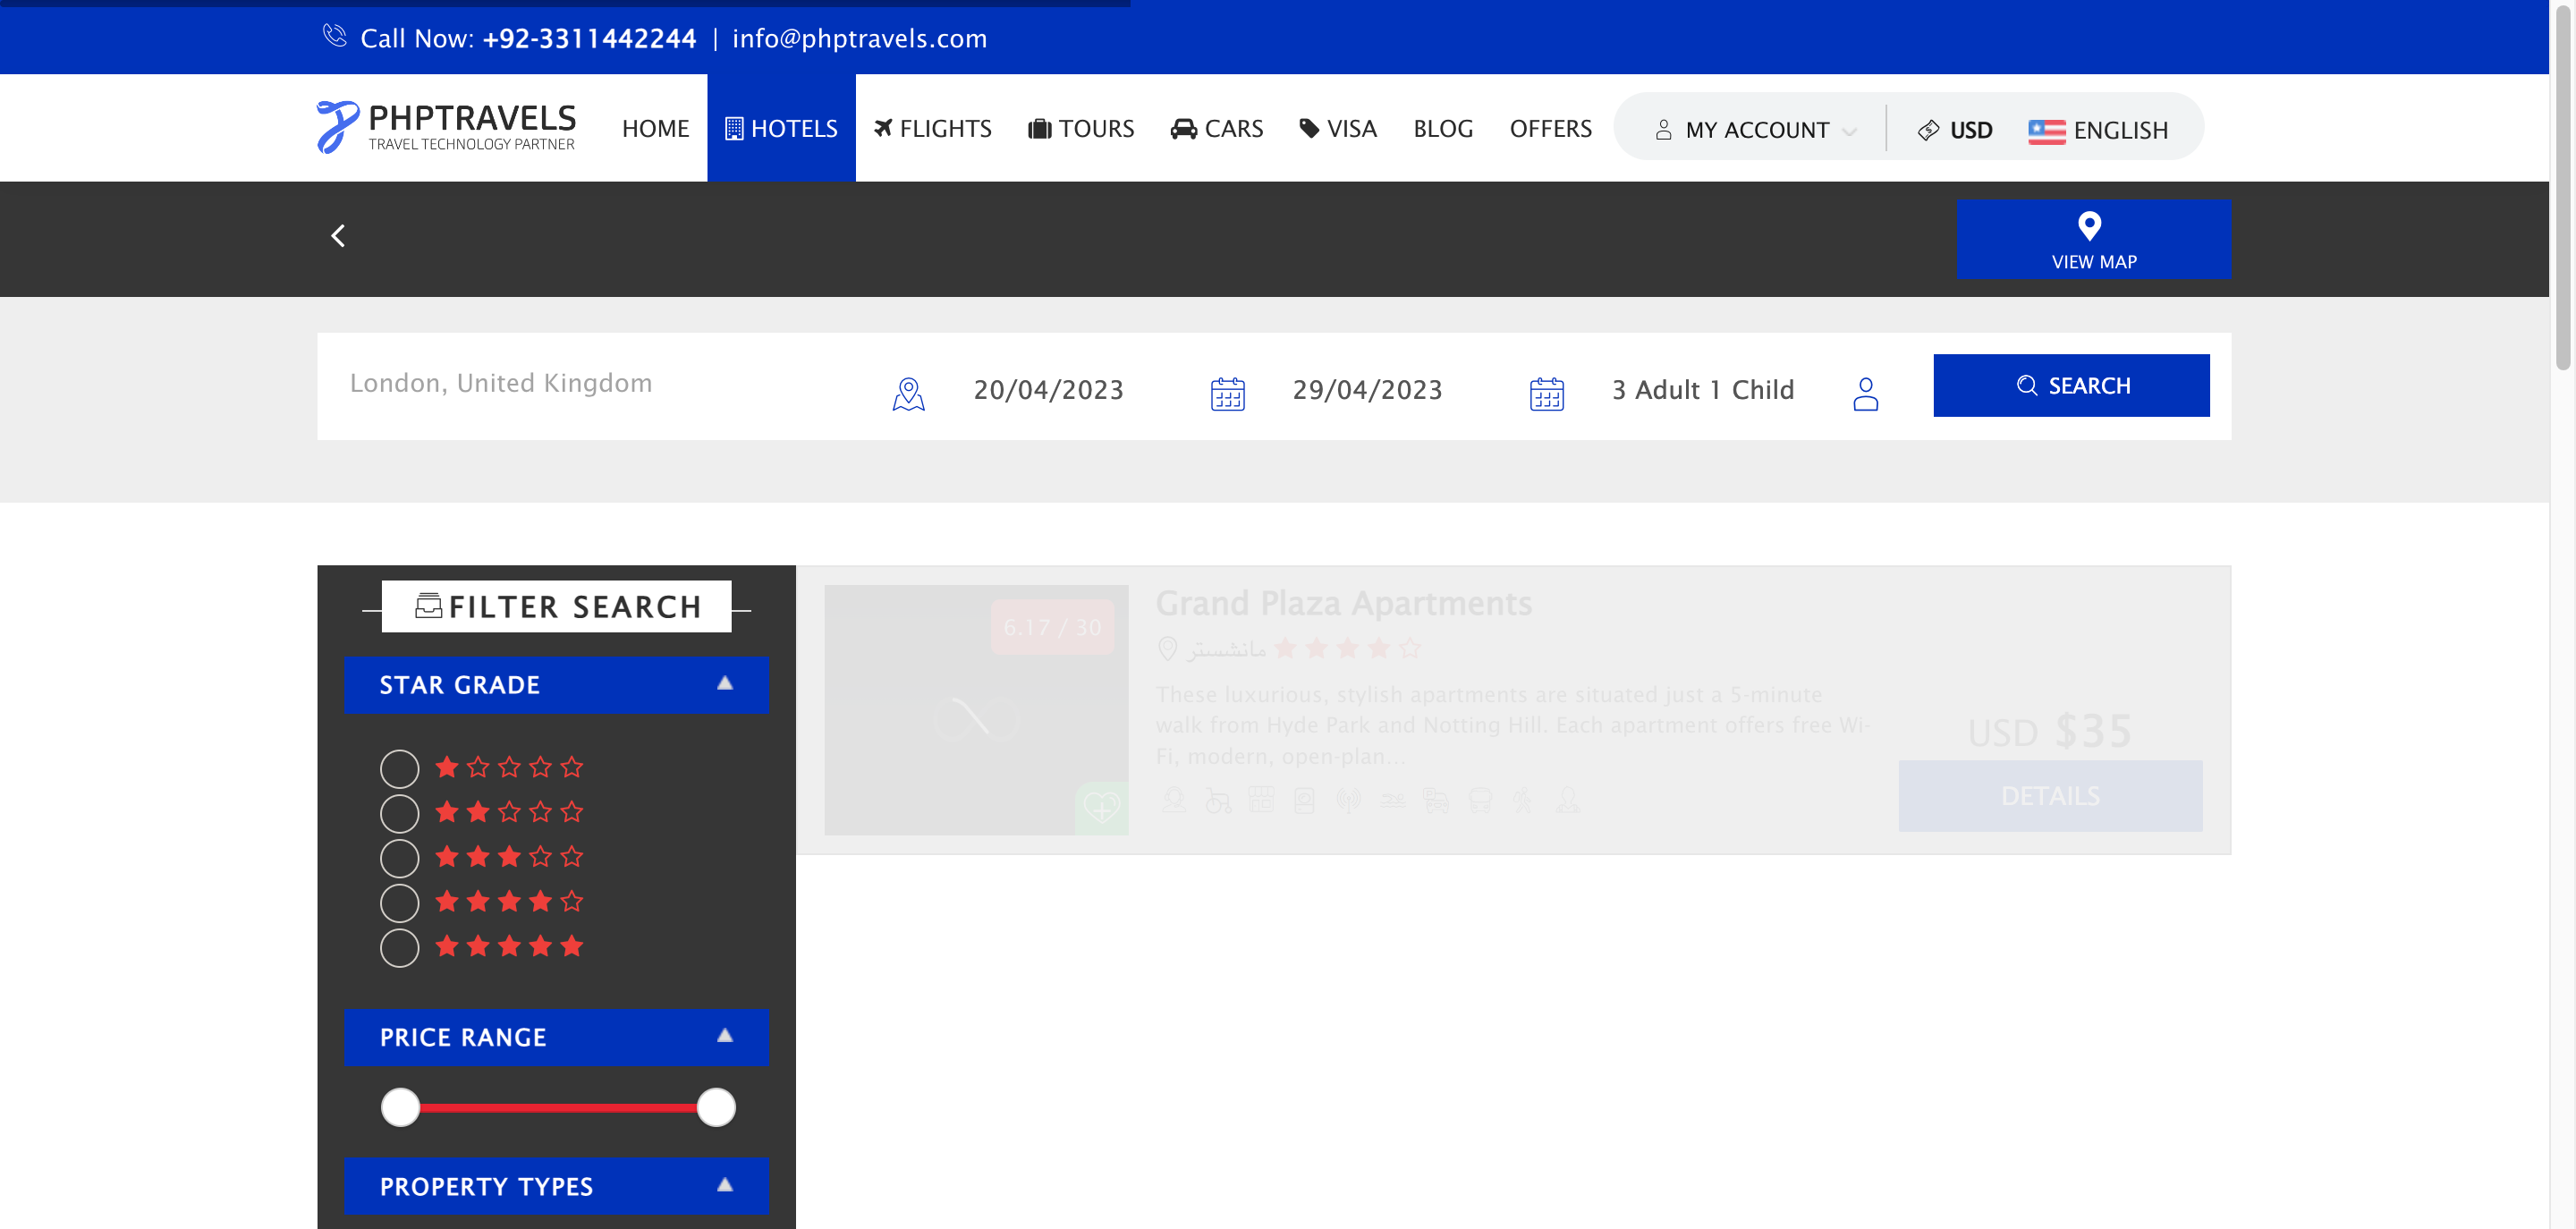 Call Now: +92-3311442244 | info@phptravels.com
PHPTRAVELS
TRAVEL TECHNOLOGY PARTNER
HOME HOTELS FLIGHTS TOURS CARS VISA BLOG OFFERS MY ACCOUNT USD ENGLISH
VIEW MAP
London, United Kingdom 20/04/2023 29/04/2023 3 Adult 1 Child SEARCH
FILTER SEARCH
STAR GRADE
PRICE RANGE
PROPERTY TYPES
6.17 / 30
Grand Plaza Apartments
مانشستر
These luxurious, stylish apartments are situated just a 5-minute
walk from Hyde Park and Notting Hill. Each apartment offers free Wi-
Fi, modern, open-plan...
USD $35
DETAILS